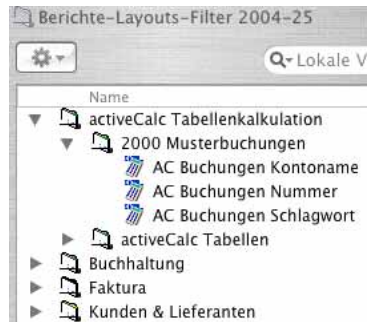 Berichte-Layouts-Filter 2004-25
Lokale V
Name
activeCalc Tabellenkalkulation
2000 Musterbuchungen
AC Buchungen Kontoname
AC Buchungen Nummer
AC Buchungen Schlagwort
activeCalc Tabellen
Buchhaltung
Faktura
Kunden & Lieferanten